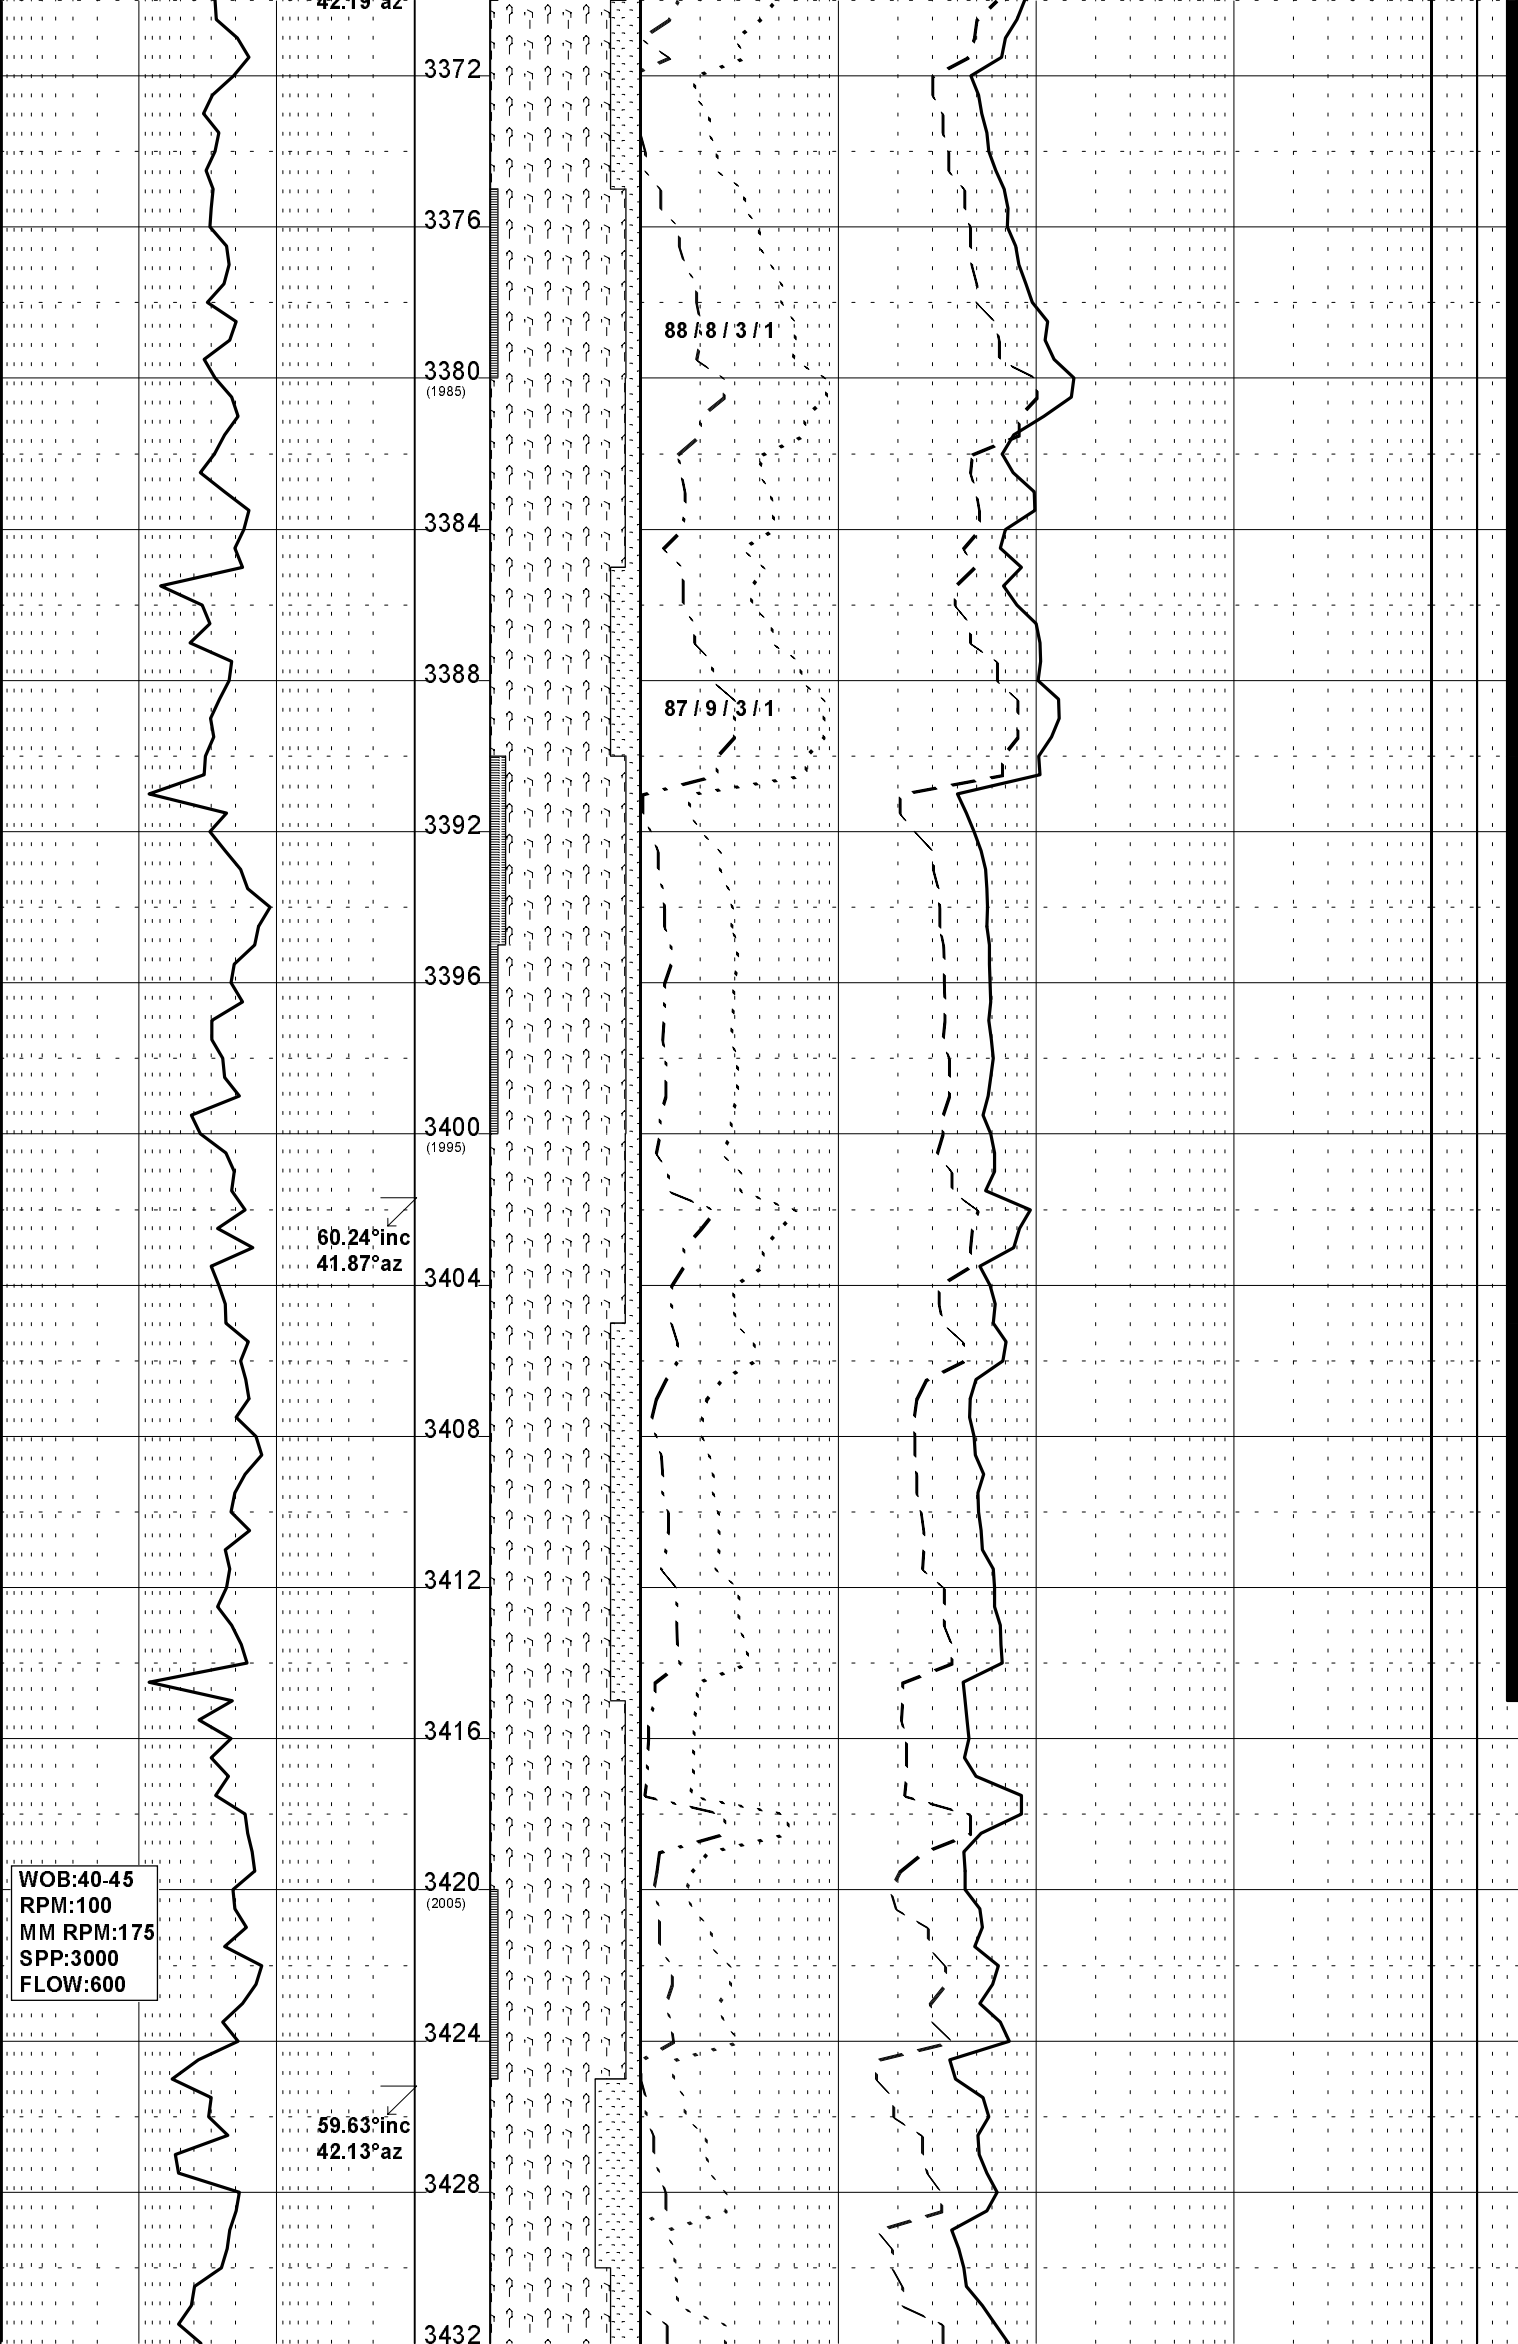 42.19°az
3372
3376
88 / 8 / 3 / 1
3380
(1985)
3384
3388
87 / 9 / 3 / 1
3392
3396
3400
(1995)
60.24°inc
41.87°az
3404
3408
3412
3416
WOB:40-45
RPM:100
MM RPM:175
SPP:3000
FLOW:600
3420
(2005)
3424
59.63°inc
42.13°az
3428
3432